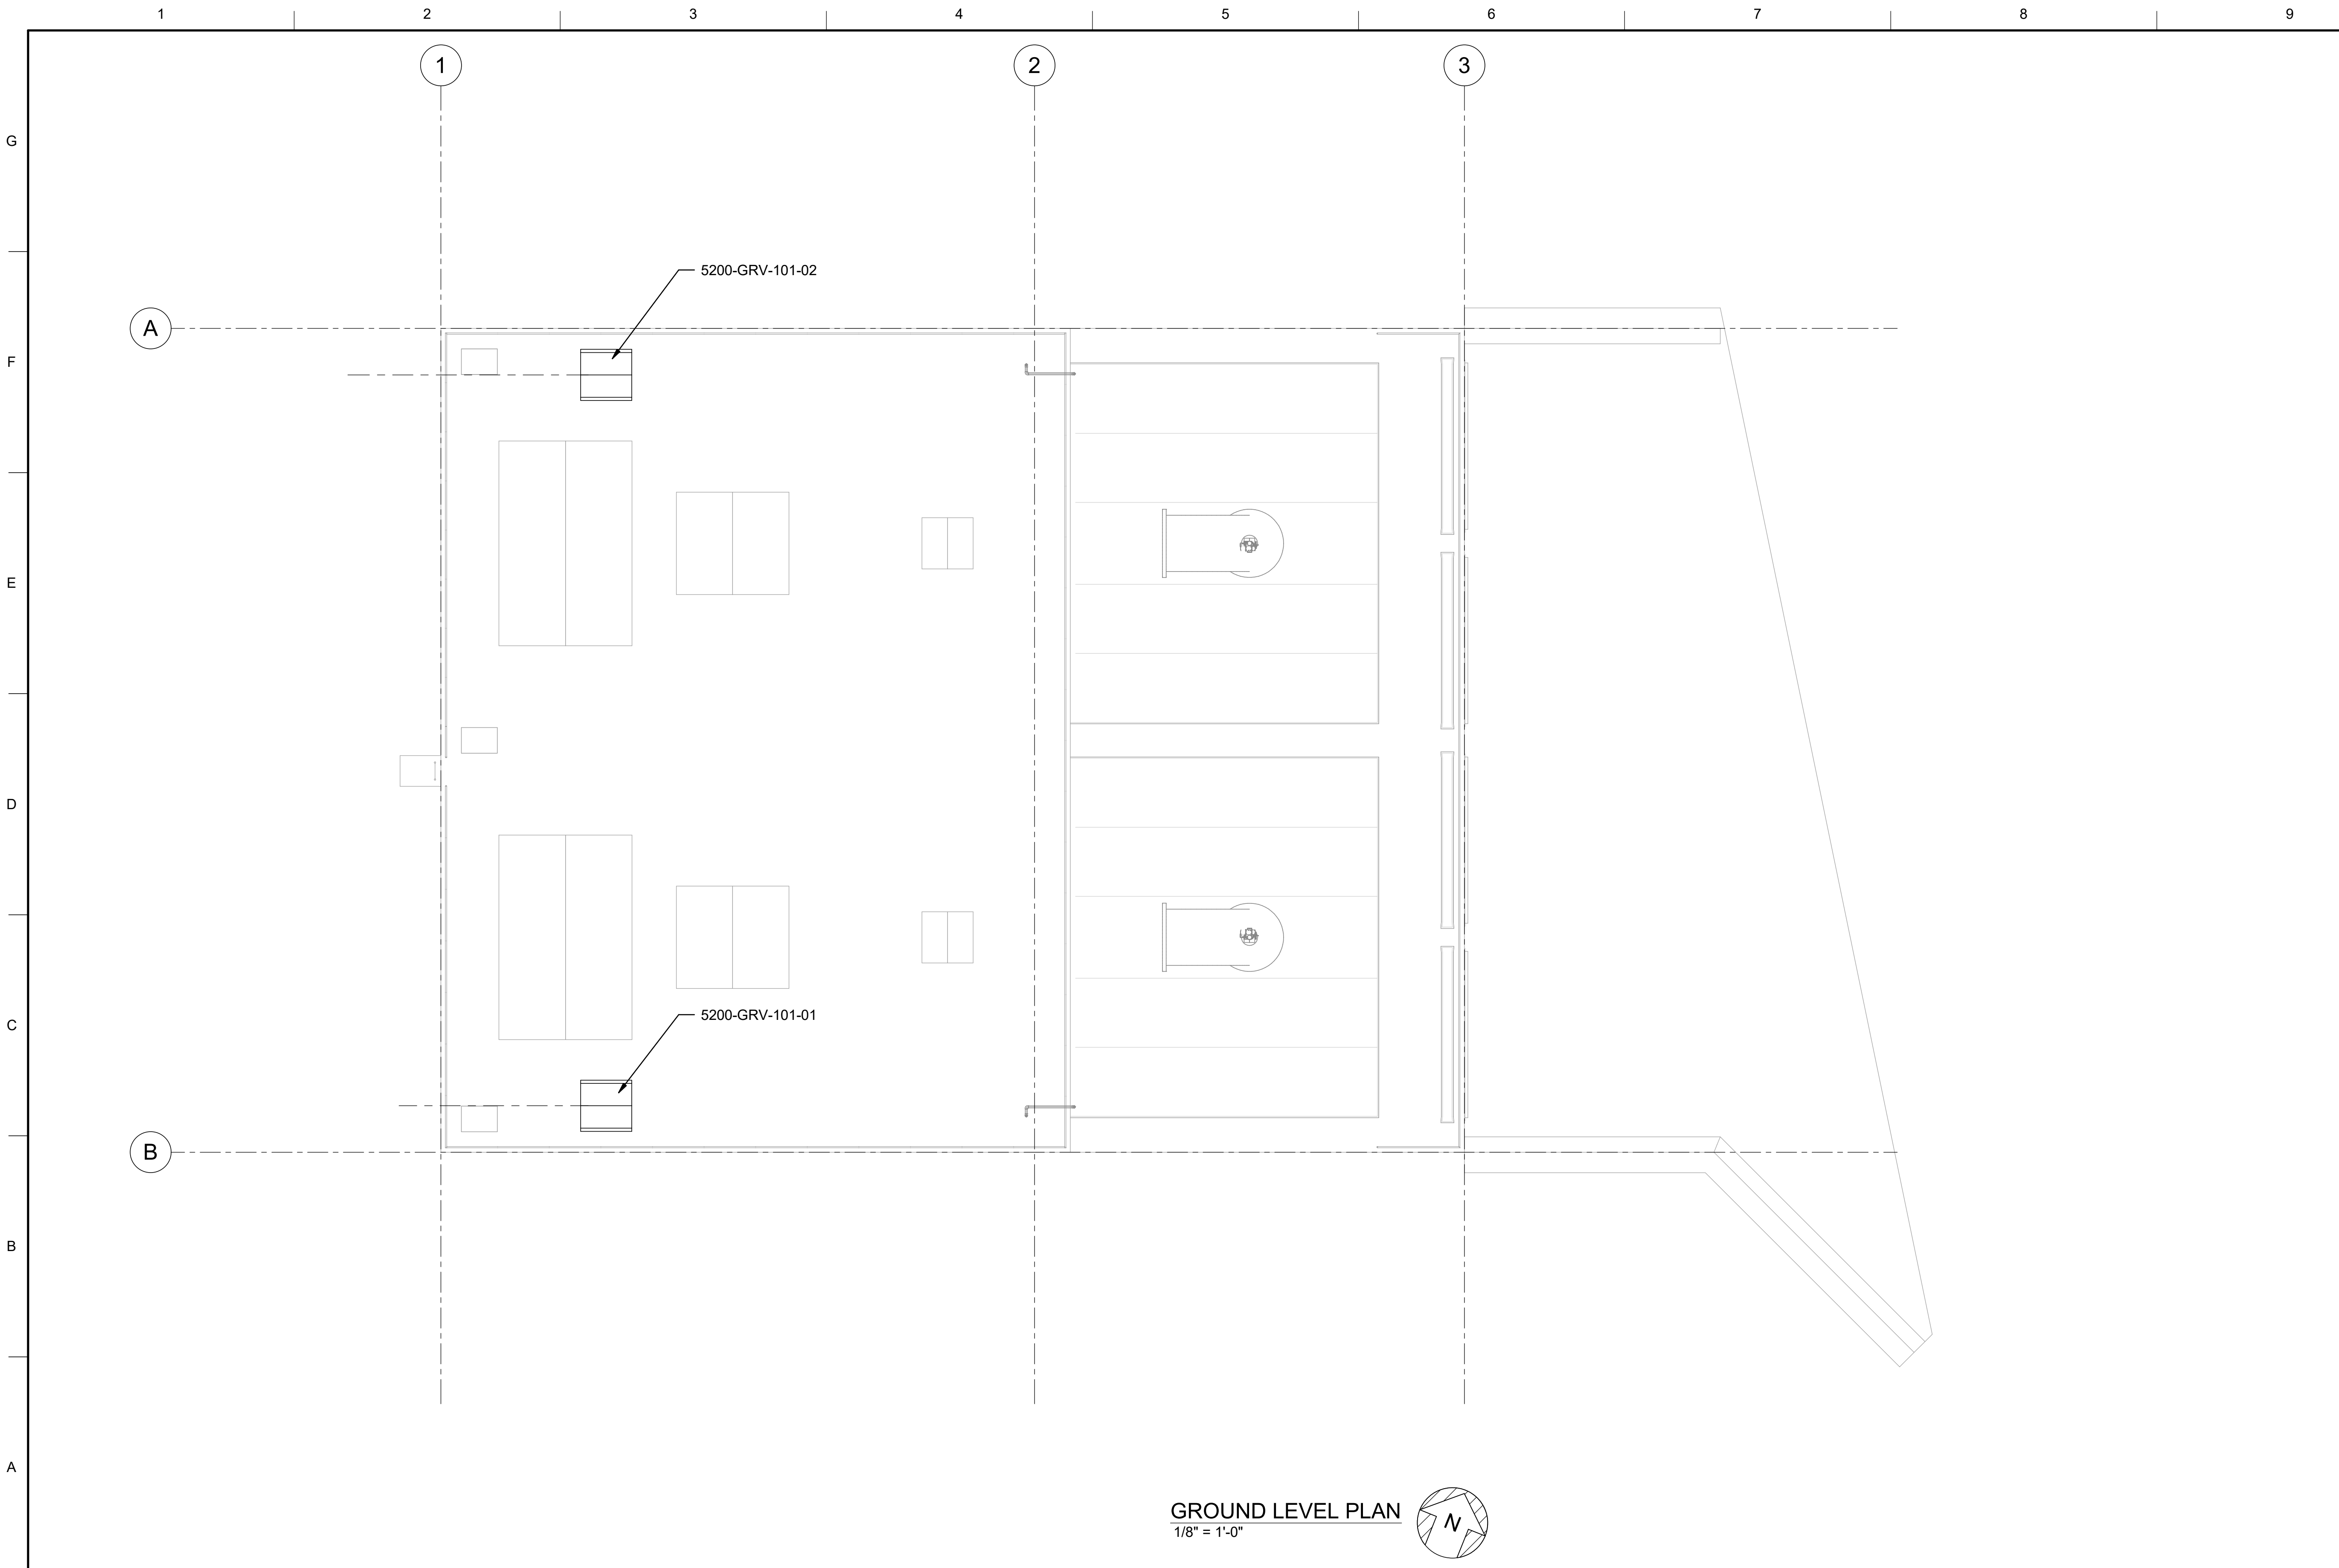 1 2 3 4 5 6 7 8 9
1 2 3
G
5200-GRV-101-02
A
F
E
D
C
5200-GRV-101-01
B
B
A
GROUND LEVEL PLAN
N
1/8" = 1'-0"